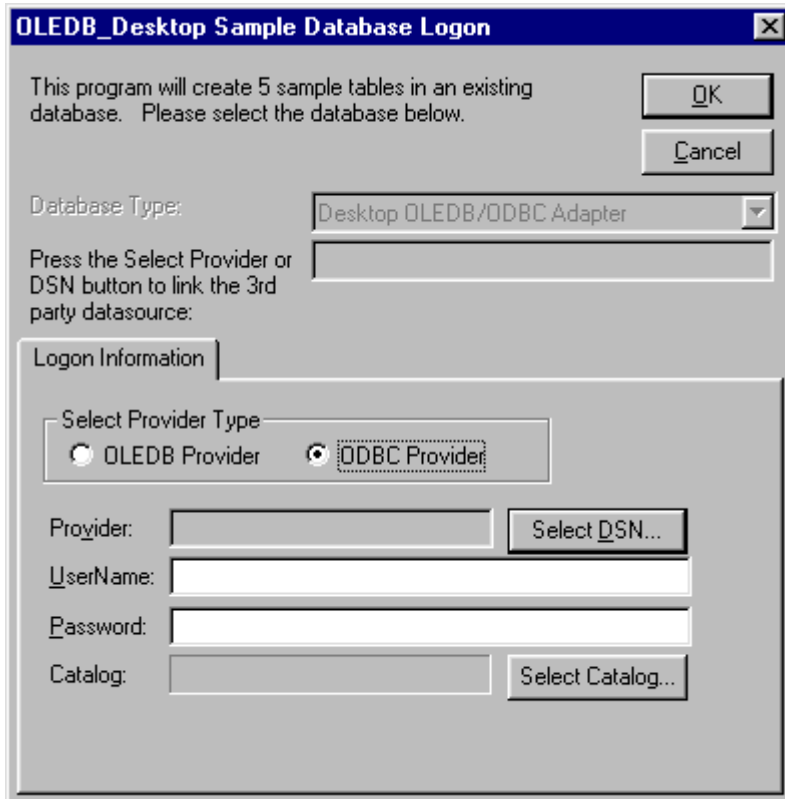 OLEDB_Desktop Sample Database Logon
This program will create 5 sample tables in an existing
database.   Please select the database below.
OK
Cancel
Database Type:
Desktop OLEDB/ODBC Adapter
Press the Select Provider or
DSN button to link the 3rd
party datasource:
Logon Information
Select Provider Type
OLEDB Provider
ODBC Provider
Provider:
Select DSN...
UserName:
Password:
Catalog:
Select Catalog...